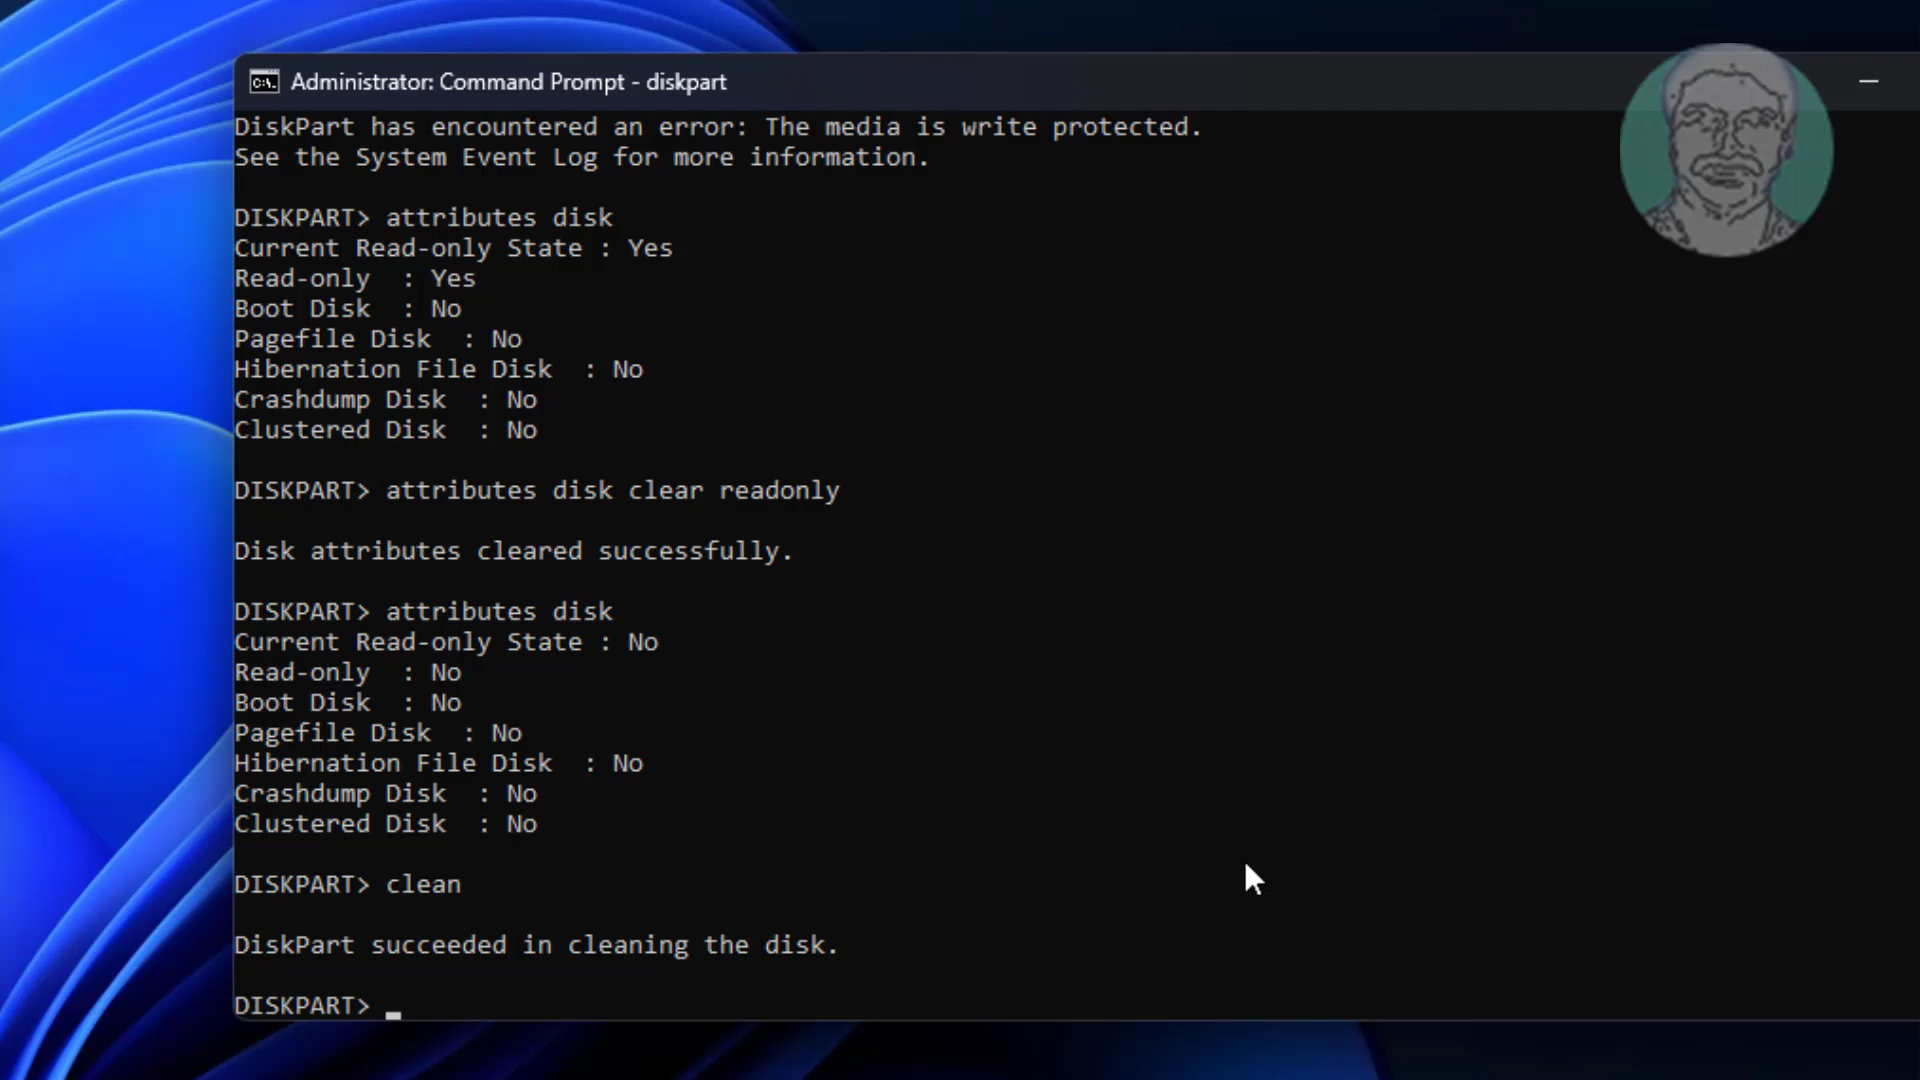 Administrator: Command Prompt - diskpart
DiskPart has encountered an error: The media is write protected.
See the System Event Log for more information.
DISKPART> attributes disk
Current Read-only State : Yes
Read-only  : Yes
Boot Disk  : No
Pagefile Disk  : No
Hibernation File Disk  : No
Crashdump Disk  : No
Clustered Disk  : No
DISKPART> attributes disk clear readonly
Disk attributes cleared successfully.
DISKPART> attributes disk
Current Read-only State : No
Read-only  : No
Boot Disk  : No
Pagefile Disk  : No
Hibernation File Disk  : No
Crashdump Disk  : No
Clustered Disk  : No
DISKPART> clean
DiskPart succeeded in cleaning the disk.
DISKPART> _